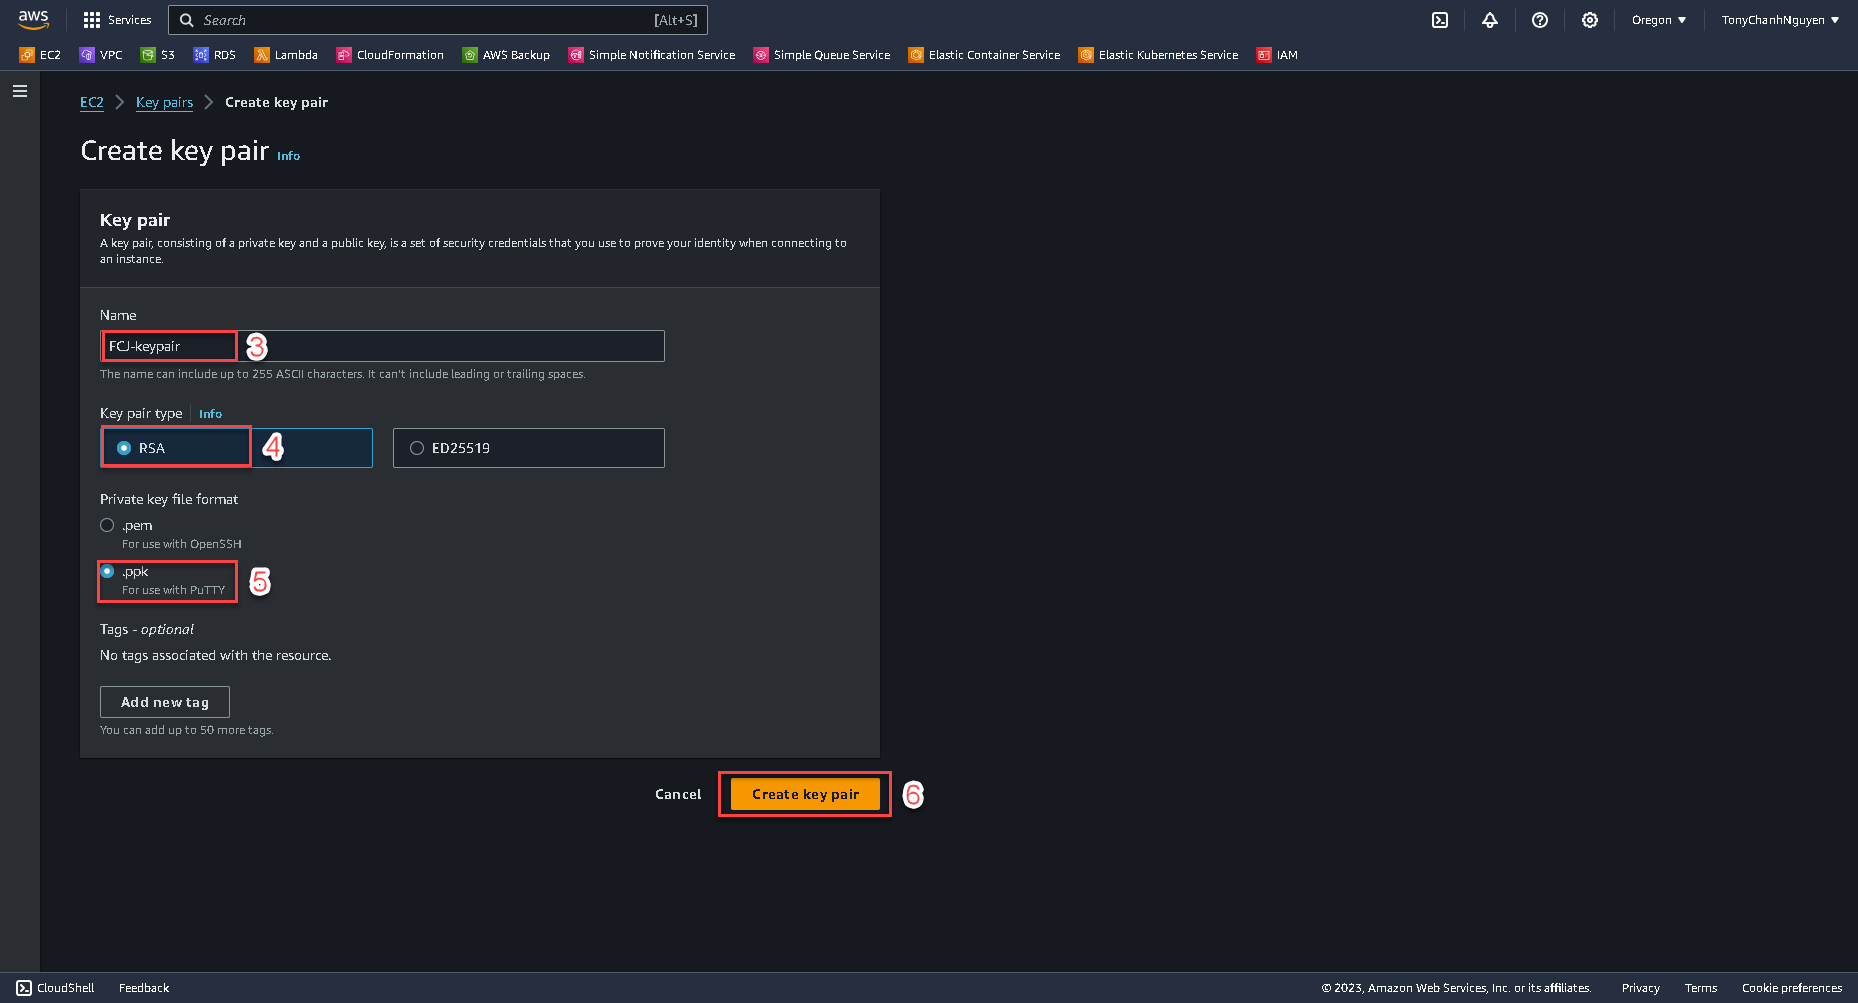 aws
Services
Search
[Alt+S]
Oregon
TonyChanhNguyen
EC2
VPC
S3
RDS
Lambda
CloudFormation
AWS Backup
Simple Notification Service
Simple Queue Service
Elastic Container Service
Elastic Kubernetes Service
IAM
EC2 > Key pairs > Create key pair
Create key pair Info
Key pair
A key pair, consisting of a private key and a public key, is a set of security credentials that you use to prove your identity when connecting to
an instance.
Name
FCJ-keypair
3
The name can include up to 255 ASCII characters. It can't include leading or trailing spaces.
Key pair type Info
RSA
4
ED25519
Private key file format
.pem
For use with OpenSSH
.ppk
For use with PuTTY
5
Tags - optional
No tags associated with the resource.
Add new tag
You can add up to 50 more tags.
Cancel
Create key pair
6
CloudShell
Feedback
© 2023, Amazon Web Services, Inc. or its affiliates.
Privacy
Terms
Cookie preferences